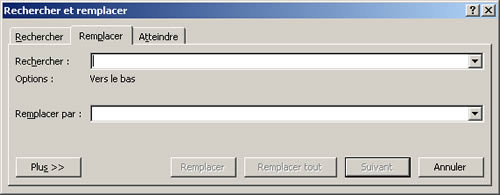 Rechercher et remplacer
Rechercher Remplacer Atteindre
Rechercher :
Options : Vers le bas
Remplacer par :
Plus >> Remplacer Remplacer tout Suivant Annuler